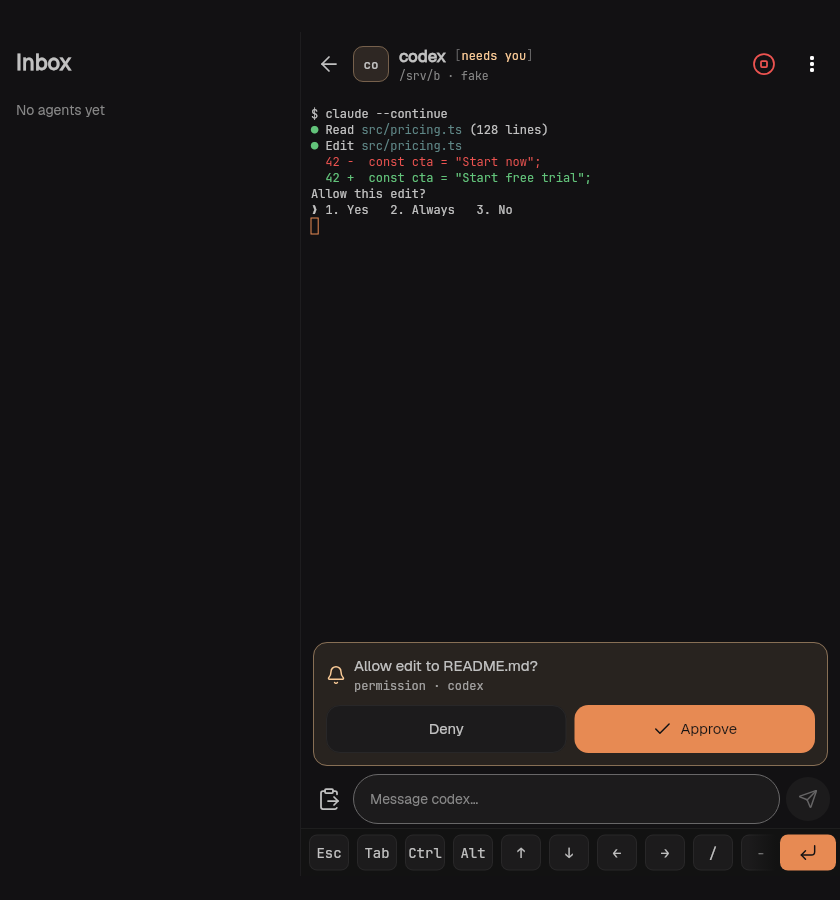 Inbox
No agents yet
co
codex [needs you]
/srv/b · fake
$ claude --continue
● Read src/pricing.ts (128 lines)
● Edit src/pricing.ts
42 -  const cta = "Start now";
42 +  const cta = "Start free trial";
Allow this edit?
❯ 1. Yes   2. Always   3. No
Allow edit to README.md?
permission · codex
Deny
Approve
Message codex…
Esc Tab Ctrl Alt ↑ ↓ ← → / -